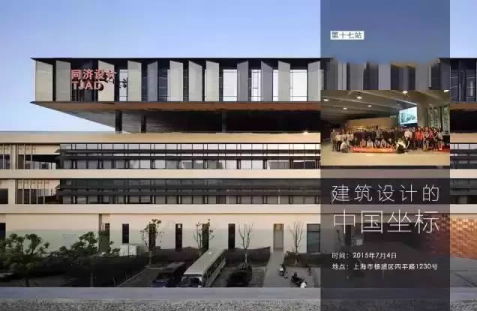 同济设计
TJAD
第十七站
建筑设计的
中国坐标
时间:2015年7月4日
地点:上海市杨浦区四平路1230号